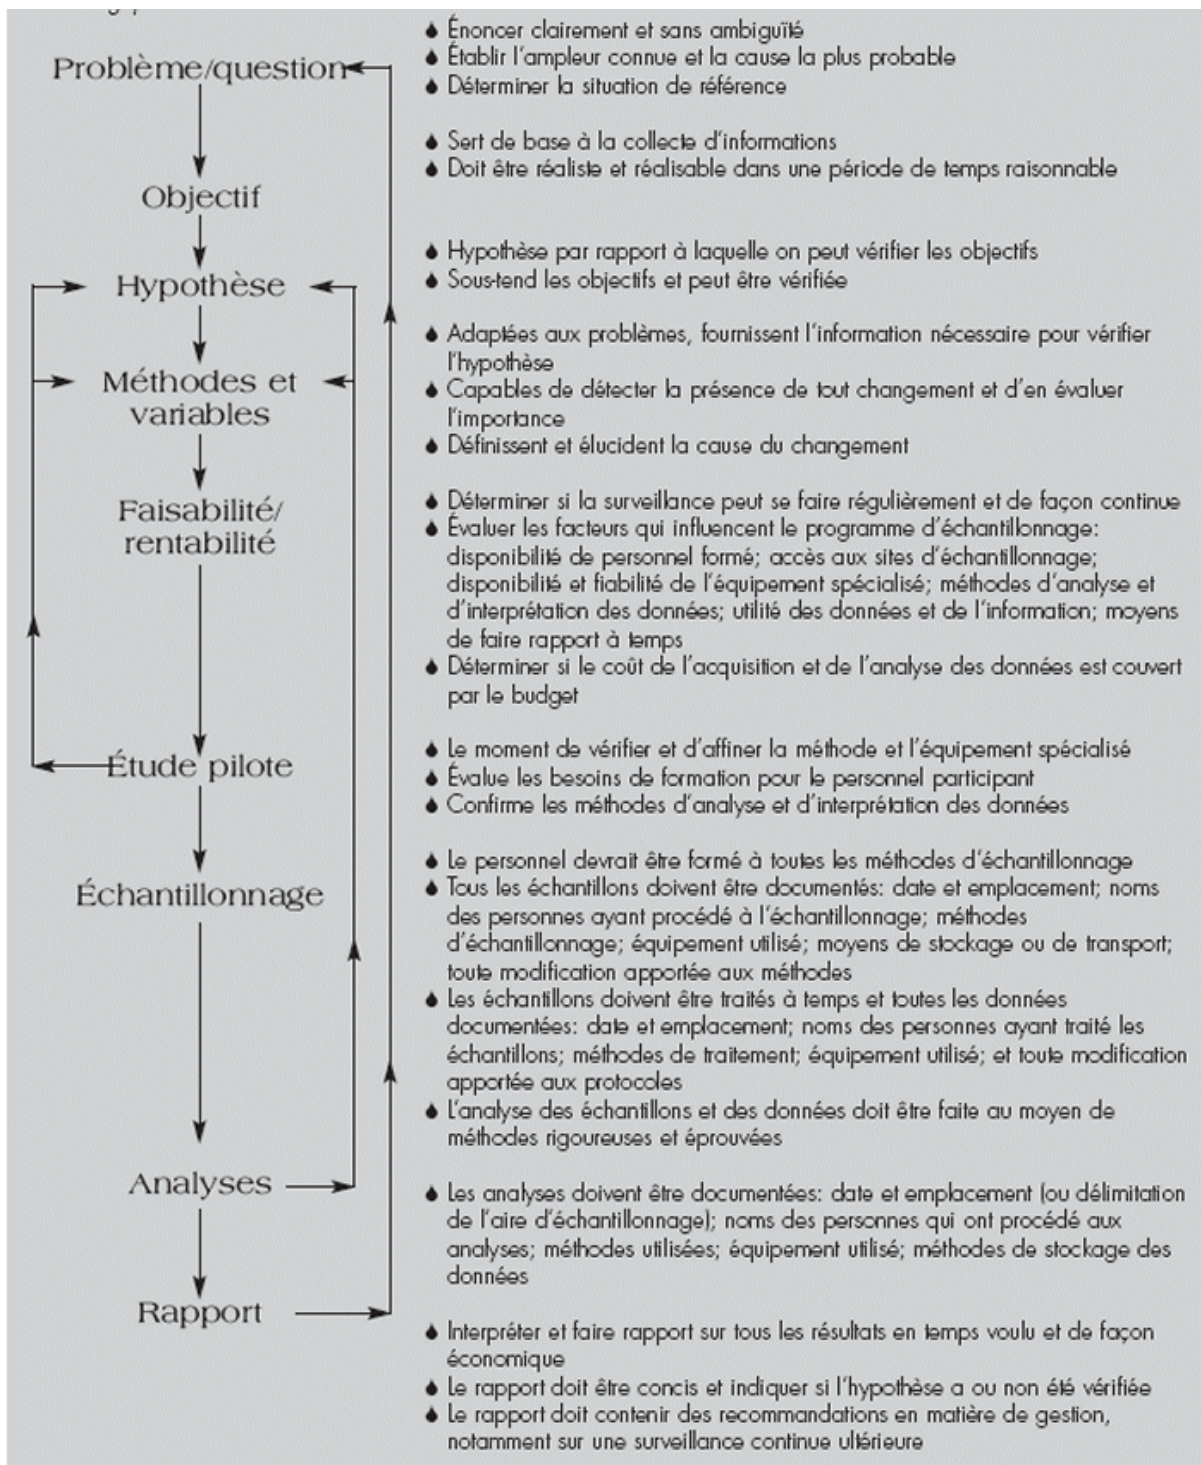 Problème/question
♦ Énoncer clairement et sans ambiguïté
♦ Établir l'ampleur connue et la cause la plus probable
♦ Déterminer la situation de référence
Objectif
♦ Sert de base à la collecte d'informations
♦ Doit être réaliste et réalisable dans une période de temps raisonnable
Hypothèse
♦ Hypothèse par rapport à laquelle on peut vérifier les objectifs
♦ Sous-tend les objectifs et peut être vérifiée
Méthodes et
variables
♦ Adaptées aux problèmes, fournissent l'information nécessaire pour vérifier
l'hypothèse
♦ Capables de détecter la présence de tout changement et d'en évaluer
l'importance
♦ Définissent et élucident la cause du changement
Faisabilité/
rentabilité
♦ Déterminer si la surveillance peut se faire régulièrement et de façon continue
♦ Évaluer les facteurs qui influencent le programme d'échantillonnage:
disponibilité de personnel formé; accès aux sites d'échantillonnage;
disponibilité et fiabilité de l'équipement spécialisé; méthodes d'analyse et
d'interprétation des données; utilité des données et de l'information; moyens
de faire rapport à temps
♦ Déterminer si le coût de l'acquisition et de l'analyse des données est couvert
par le budget
Étude pilote
♦ Le moment de vérifier et d'affiner la méthode et l'équipement spécialisé
♦ Évalue les besoins de formation pour le personnel participant
♦ Confirme les méthodes d'analyse et d'interprétation des données
Échantillonnage
♦ Le personnel devrait être formé à toutes les méthodes d'échantillonnage
♦ Tous les échantillons doivent être documentés: date et emplacement; noms
des personnes ayant procédé à l'échantillonnage; méthodes
d'échantillonnage; équipement utilisé; moyens de stockage ou de transport;
toute modification apportée aux méthodes
♦ Les échantillons doivent être traités à temps et toutes les données
documentées: date et emplacement; noms des personnes ayant traité les
échantillons; méthodes de traitement; équipement utilisé; et toute modification
apportée aux protocoles
♦ L'analyse des échantillons et des données doit être faite au moyen de
méthodes rigoureuses et éprouvées
Analyses
♦ Les analyses doivent être documentées: date et emplacement (ou délimitation
de l'aire d'échantillonnage); noms des personnes qui ont procédé aux
analyses; méthodes utilisées; équipement utilisé; méthodes de stockage des
données
Rapport
♦ Interpréter et faire rapport sur tous les résultats en temps voulu et de façon
économique
♦ Le rapport doit être concis et indiquer si l'hypothèse a ou non été vérifiée
♦ Le rapport doit contenir des recommandations en matière de gestion,
notamment sur une surveillance continue ultérieure